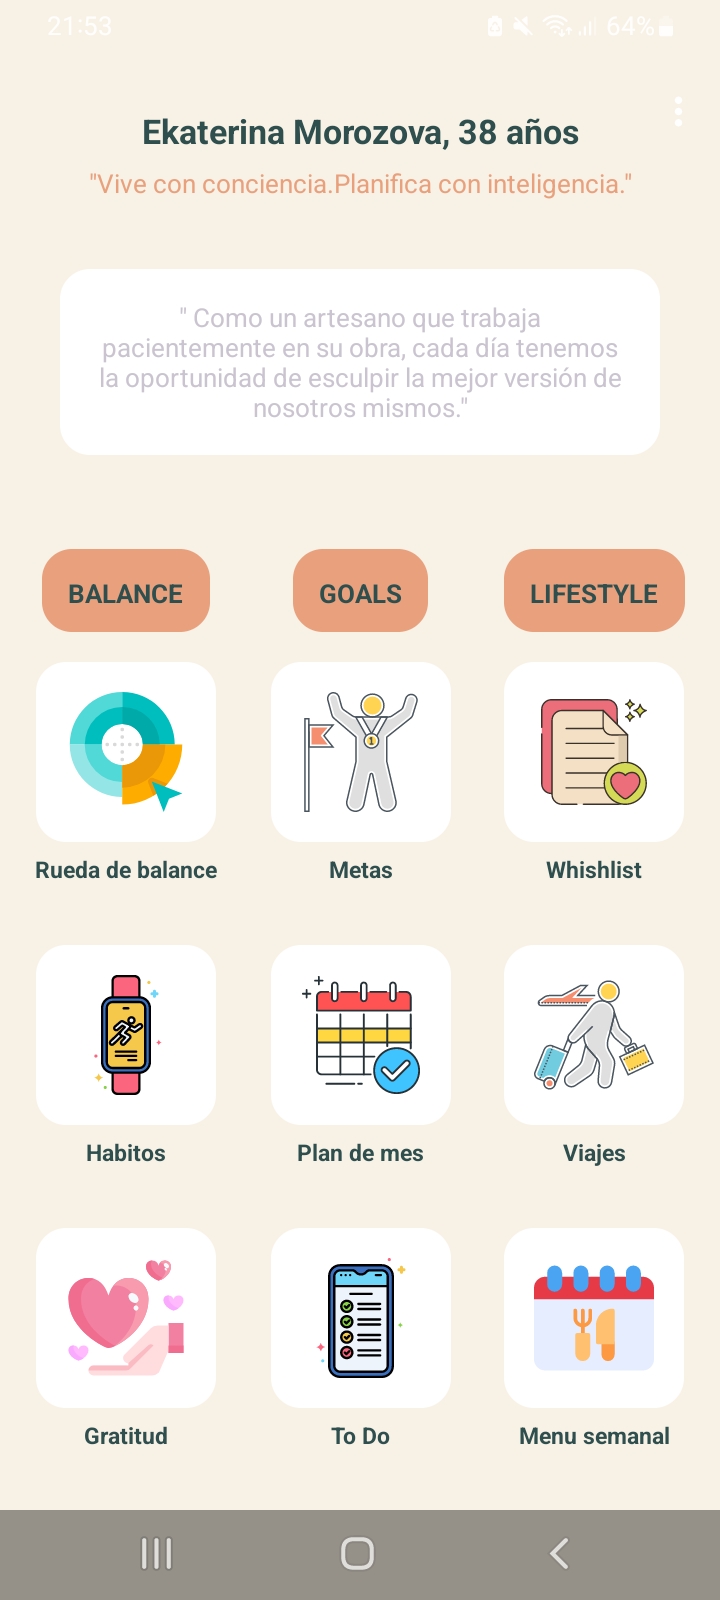 21:53
64%
Ekaterina Morozova, 38 años
"Vive con conciencia.Planifica con inteligencia."
" Como un artesano que trabaja
pacientemente en su obra, cada día tenemos
la oportunidad de esculpir la mejor versión de
nosotros mismos."
BALANCE GOALS LIFESTYLE
1
Rueda de balance Metas Whishlist
Habitos Plan de mes Viajes
Gratitud To Do Menu semanal